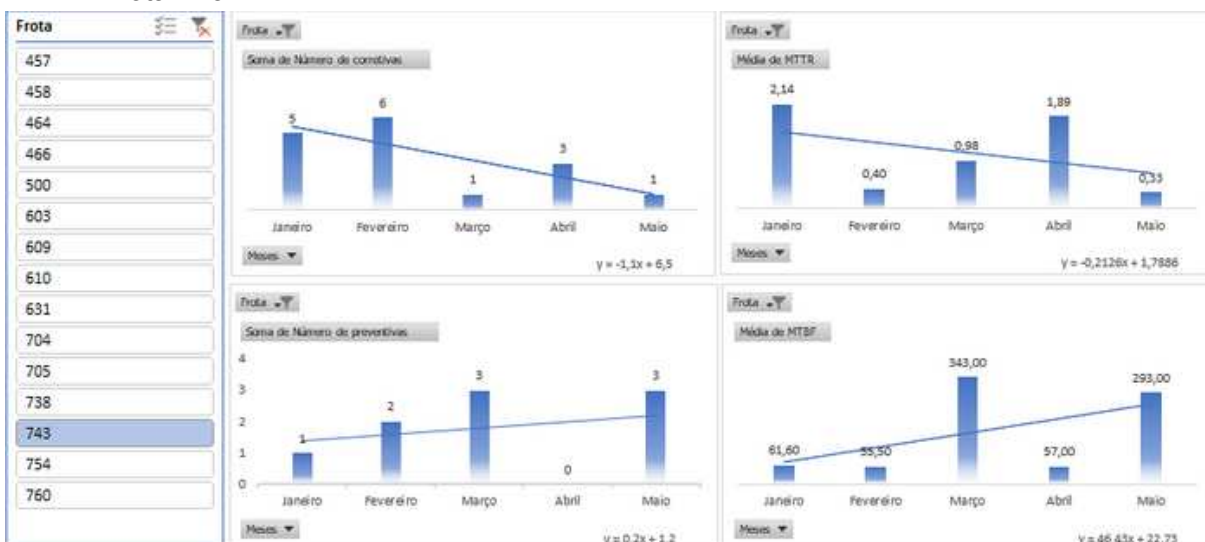 Frota
457
458
464
466
500
603
609
610
631
704
705
738
743
754
760
Frota
Soma de Número de corretivas
5
6
1
3
1
Janeiro Fevereiro Março Abril Maio
Meses
y = -1,1x + 6,5
Frota
Média de MTTR
2,14
0,40
0,98
1,89
0,33
Janeiro Fevereiro Março Abril Maio
Meses
y = -0,2126x + 1,7886
Frota
Soma de Número de preventivas
4
3
2
1
0
1
2
3
0
3
Janeiro Fevereiro Março Abril Maio
Meses
y = 0,2x + 1,2
Frota
Média de MTBF
61,60
55,50
343,00
57,00
293,00
Janeiro Fevereiro Março Abril Maio
Meses
y = 46,43x + 22,73